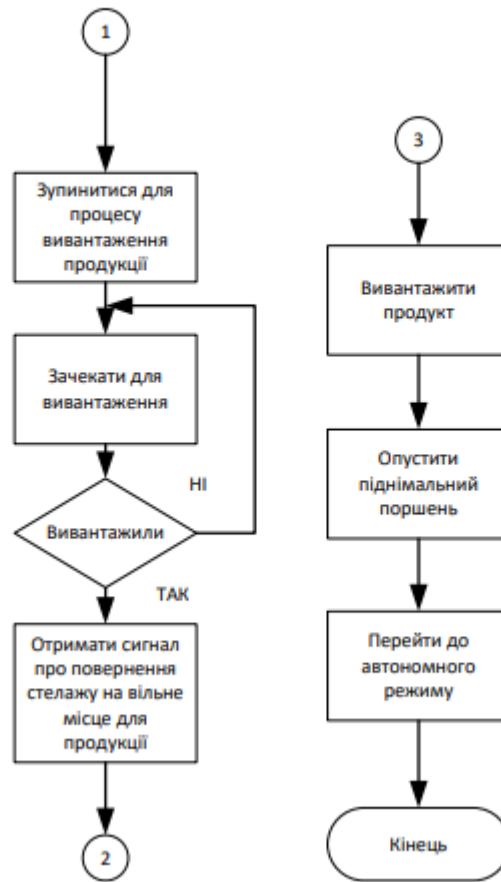 1
Зупинитися для
процесу
вивантаження
продукції
Зачекати для
вивантаження
НІ
Вивантажили
ТАК
Отримати сигнал
про повернення
стелажу на вільне
місце для
продукції
2
3
Вивантажити
продукт
Опустити
піднімальний
поршень
Перейти до
автономного
режиму
Кінець